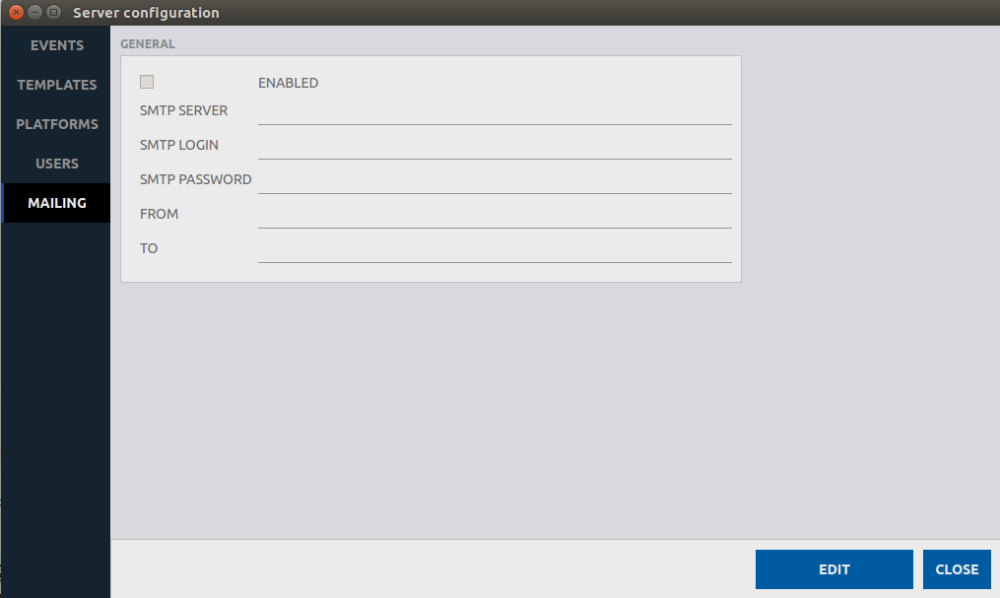 Server configuration
EVENTS
TEMPLATES
PLATFORMS
USERS
MAILING
GENERAL
ENABLED
SMTP SERVER
SMTP LOGIN
SMTP PASSWORD
FROM
TO
EDIT
CLOSE